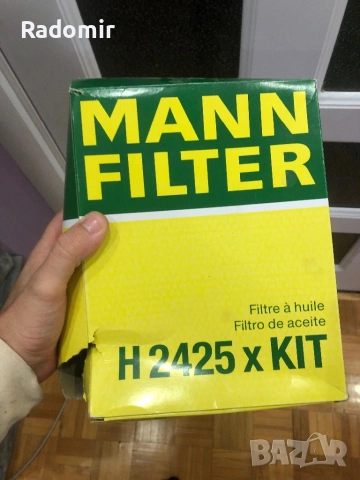 Radomir
MANN
FILTER
Filtre à huile
Filtro de aceite
H 2425 x KIT
BAZAR